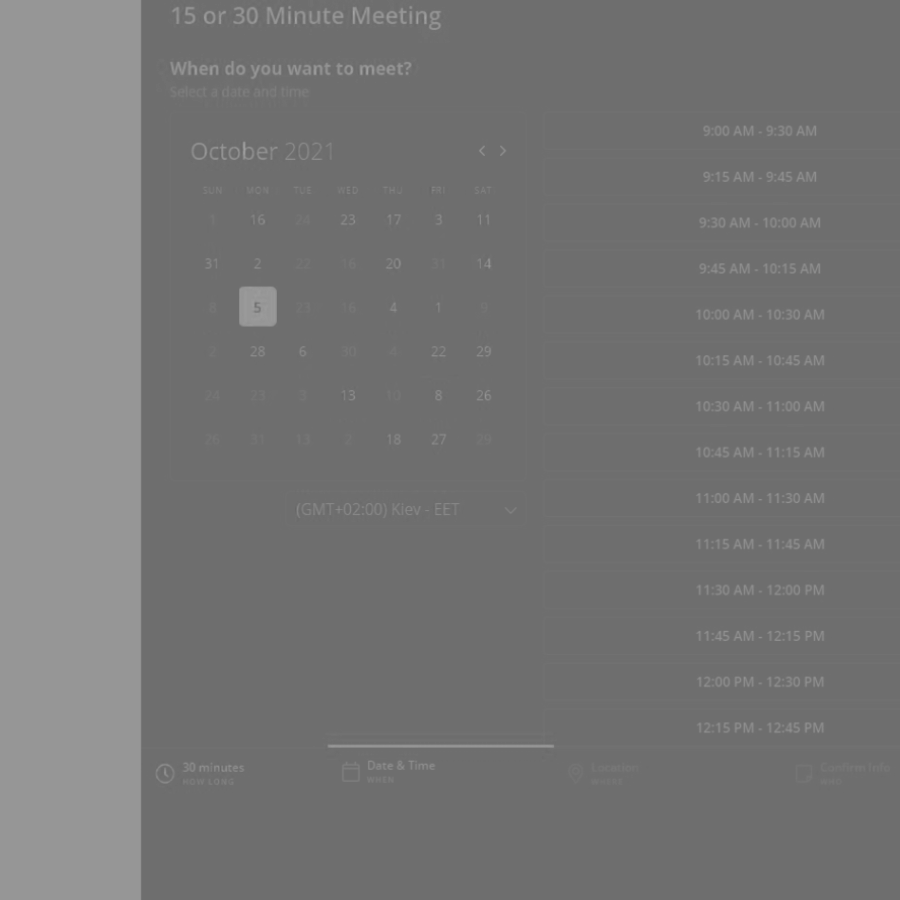 15 or 30 Minute Meeting
When do you want to meet?
Select a date and time
October 2021
SUN MON TUE WED THU FRI SAT
16 24 23 17 3 11
31 2 22 16 20 31 14
8 5 23 16 4 1 9
2 28 6 30 22 29
24 23 13 10 8 26
26 31 13 2 18 27 29
(GMT+02:00) Kiev - EET
9:00 AM - 9:30 AM
9:15 AM - 9:45 AM
9:30 AM - 10:00 AM
9:45 AM - 10:15 AM
10:00 AM - 10:30 AM
10:15 AM - 10:45 AM
10:30 AM - 11:00 AM
10:45 AM - 11:15 AM
11:00 AM - 11:30 AM
11:15 AM - 11:45 AM
11:30 AM - 12:00 PM
11:45 AM - 12:15 PM
12:00 PM - 12:30 PM
12:15 PM - 12:45 PM
30 minutes
HOW LONG
Date & Time
WHEN
Location
WHERE
Confirm Info
WHO